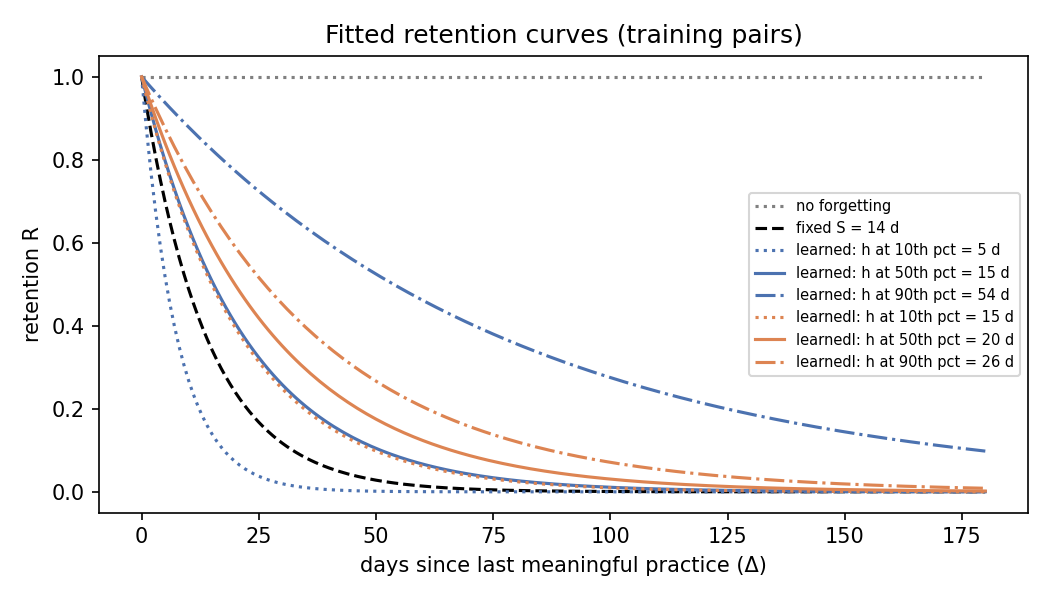 Fitted retention curves (training pairs)
retention R
1.0
0.8
0.6
0.4
0.2
0.0
no forgetting
fixed S = 14 d
learned: h at 10th pct = 5 d
learned: h at 50th pct = 15 d
learned: h at 90th pct = 54 d
learnedI: h at 10th pct = 15 d
learnedI: h at 50th pct = 20 d
learnedI: h at 90th pct = 26 d
0 25 50 75 100 125 150 175
days since last meaningful practice (Δ)